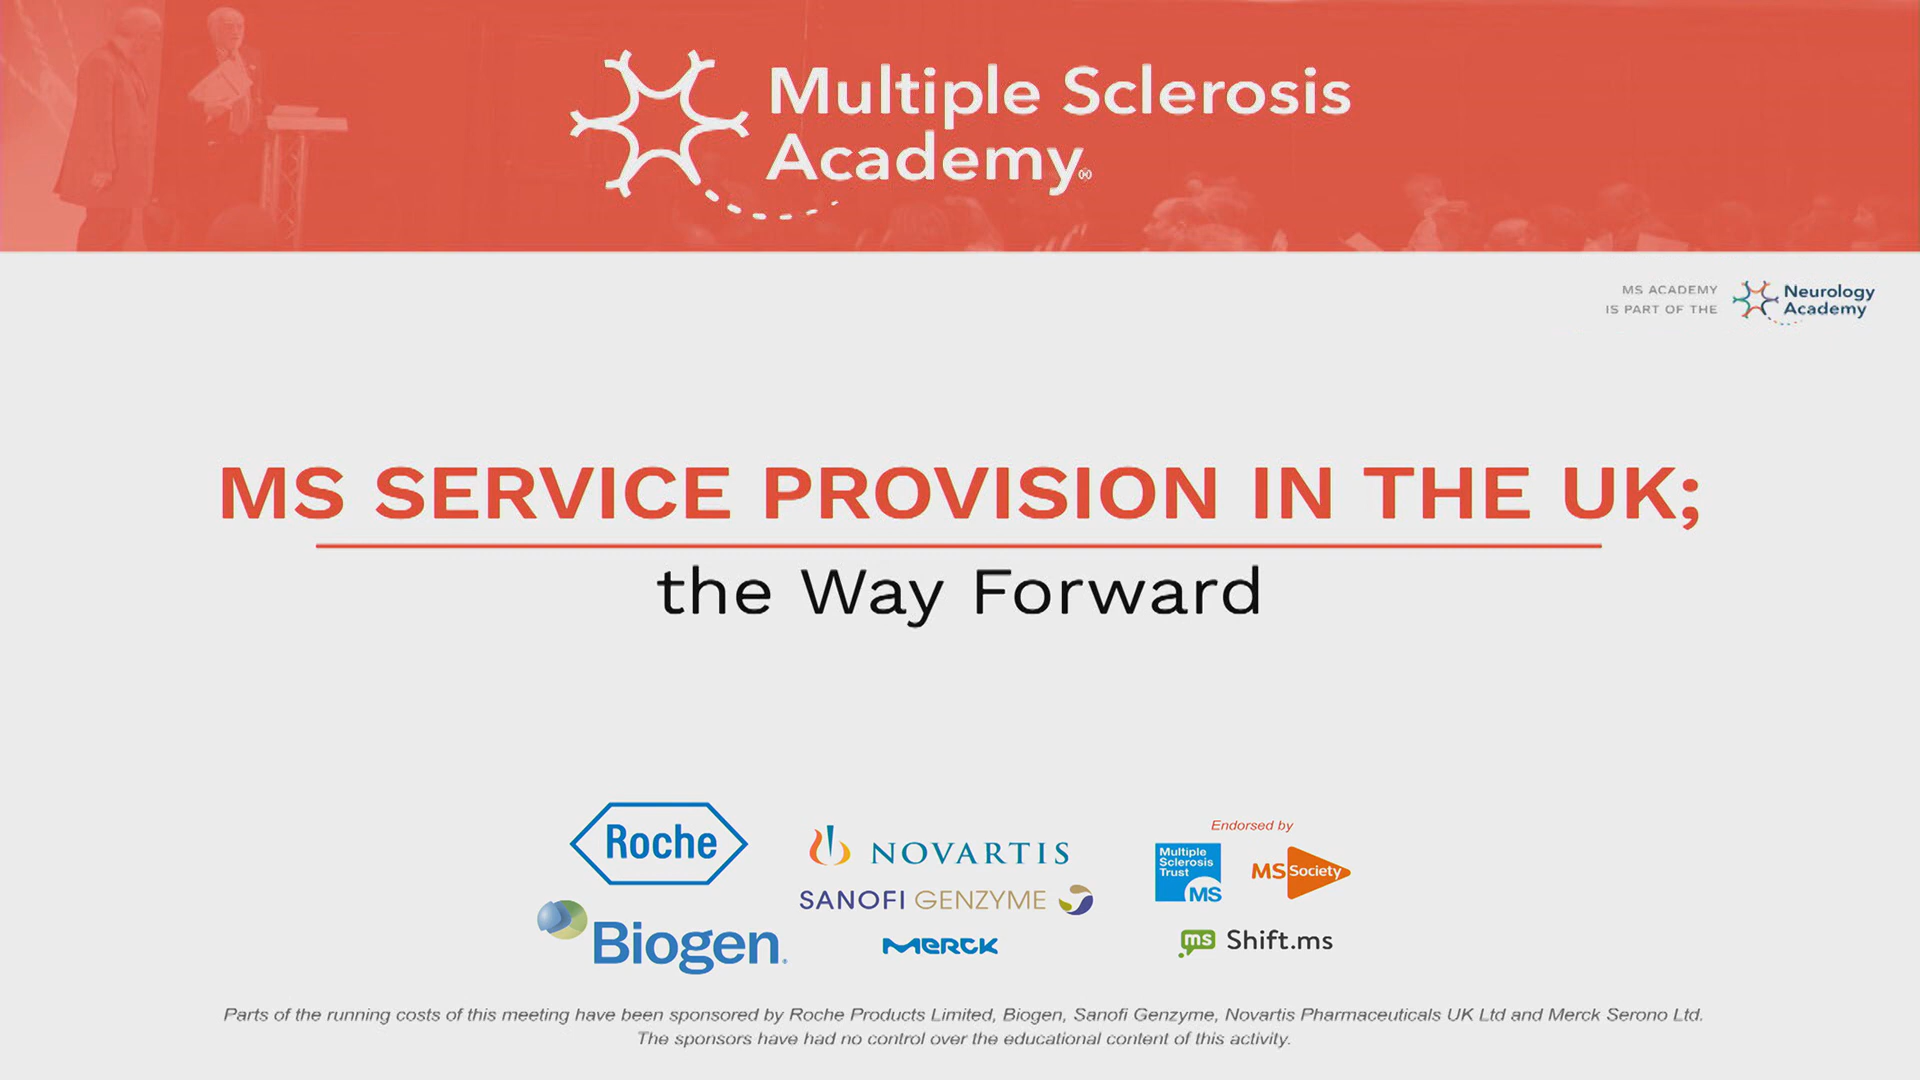 Multiple Sclerosis
Academy®
MS ACADEMY
IS PART OF THE
Neurology
Academy
MS SERVICE PROVISION IN THE UK;
the Way Forward
Roche
NOVARTIS
SANOFI GENZYME
Biogen®
MERCK
Endorsed by
Multiple
Sclerosis
Trust
MS
MS Society
ms Shift.ms
Parts of the running costs of this meeting have been sponsored by Roche Products Limited, Biogen, Sanofi Genzyme, Novartis Pharmaceuticals UK Ltd and Merck Serono Ltd.
The sponsors have had no control over the educational content of this activity.